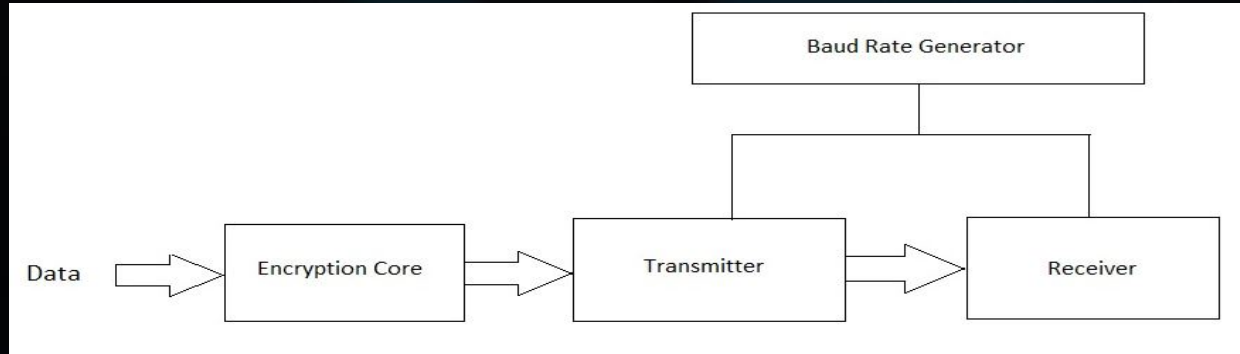 Baud Rate Generator
Data
Encryption Core
Transmitter
Receiver